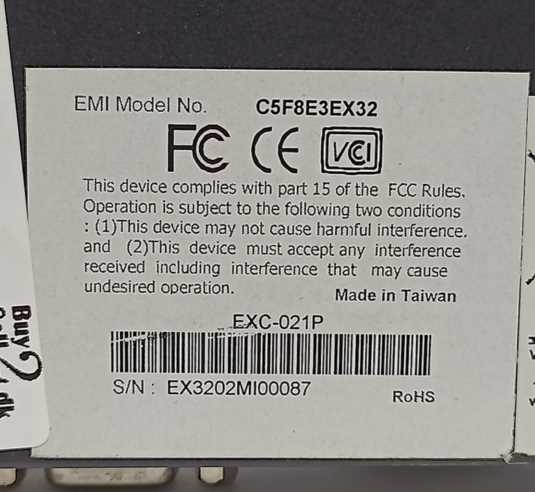 EMI Model No. C5F8E3EX32
FC CE VCI
This device complies with part 15 of the FCC Rules.
Operation is subject to the following two conditions
: (1)This device may not cause harmful interference.
and (2)This device must accept any interference
received including interference that may cause
undesired operation.
Made in Taiwan
EXC-021P
S/N : EX3202MI00087
RoHS
Buy